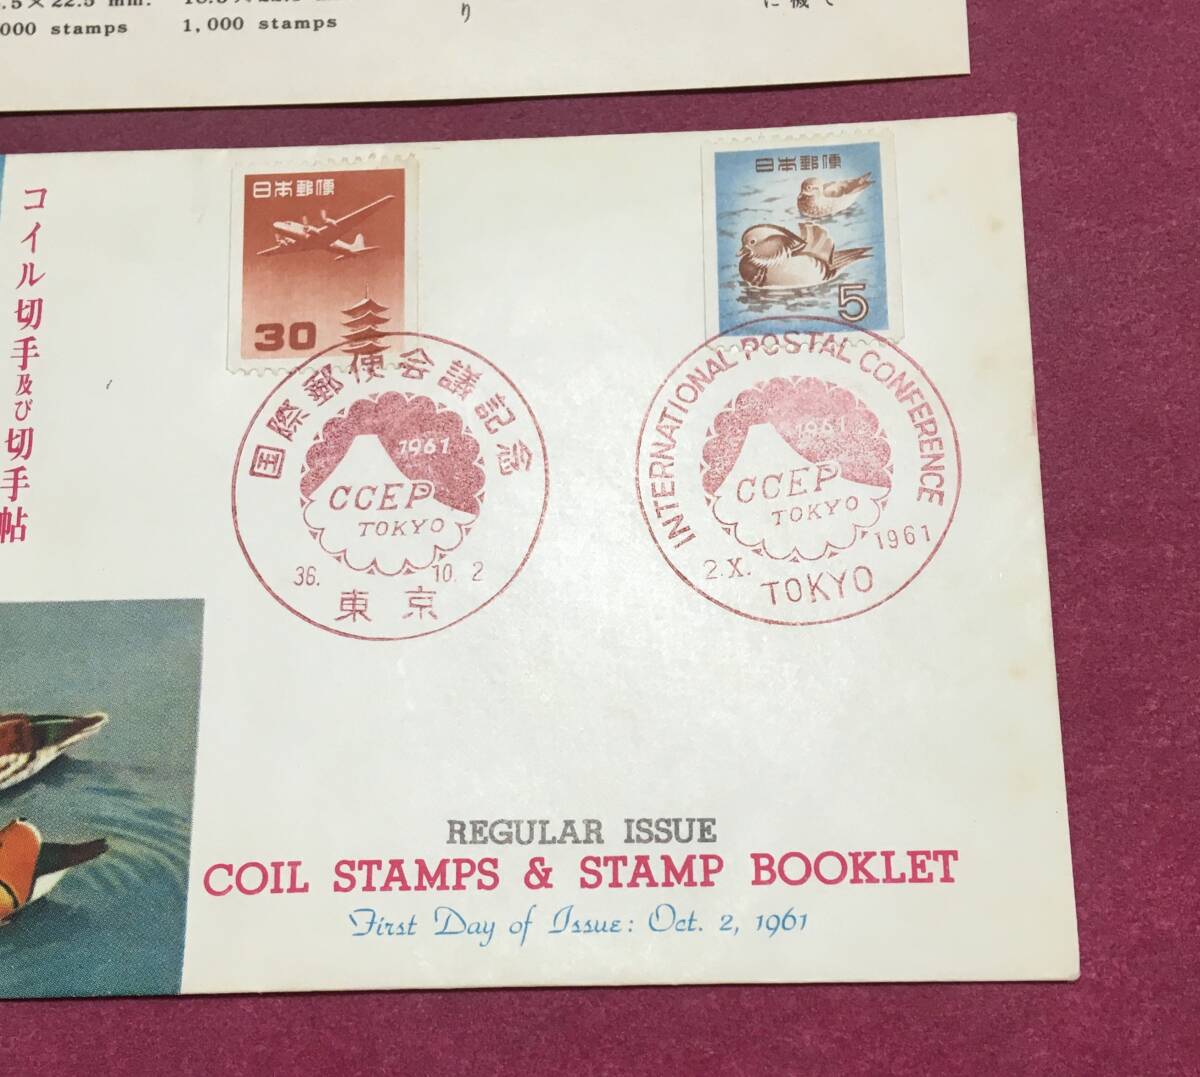 000 stamps 1,000 stamps
り
コイル切手及び切手帖
日本郵便
30
日本郵便
5
国際郵便会議記念
1961
CCEP
TOKYO
36. 10. 2
東京
INTERNATIONAL POSTAL CONFERENCE
1961
CCEP
TOKYO
2.X. 1961
TOKYO
REGULAR ISSUE
COIL STAMPS & STAMP BOOKLET
First Day of Issue: Oct. 2, 1961